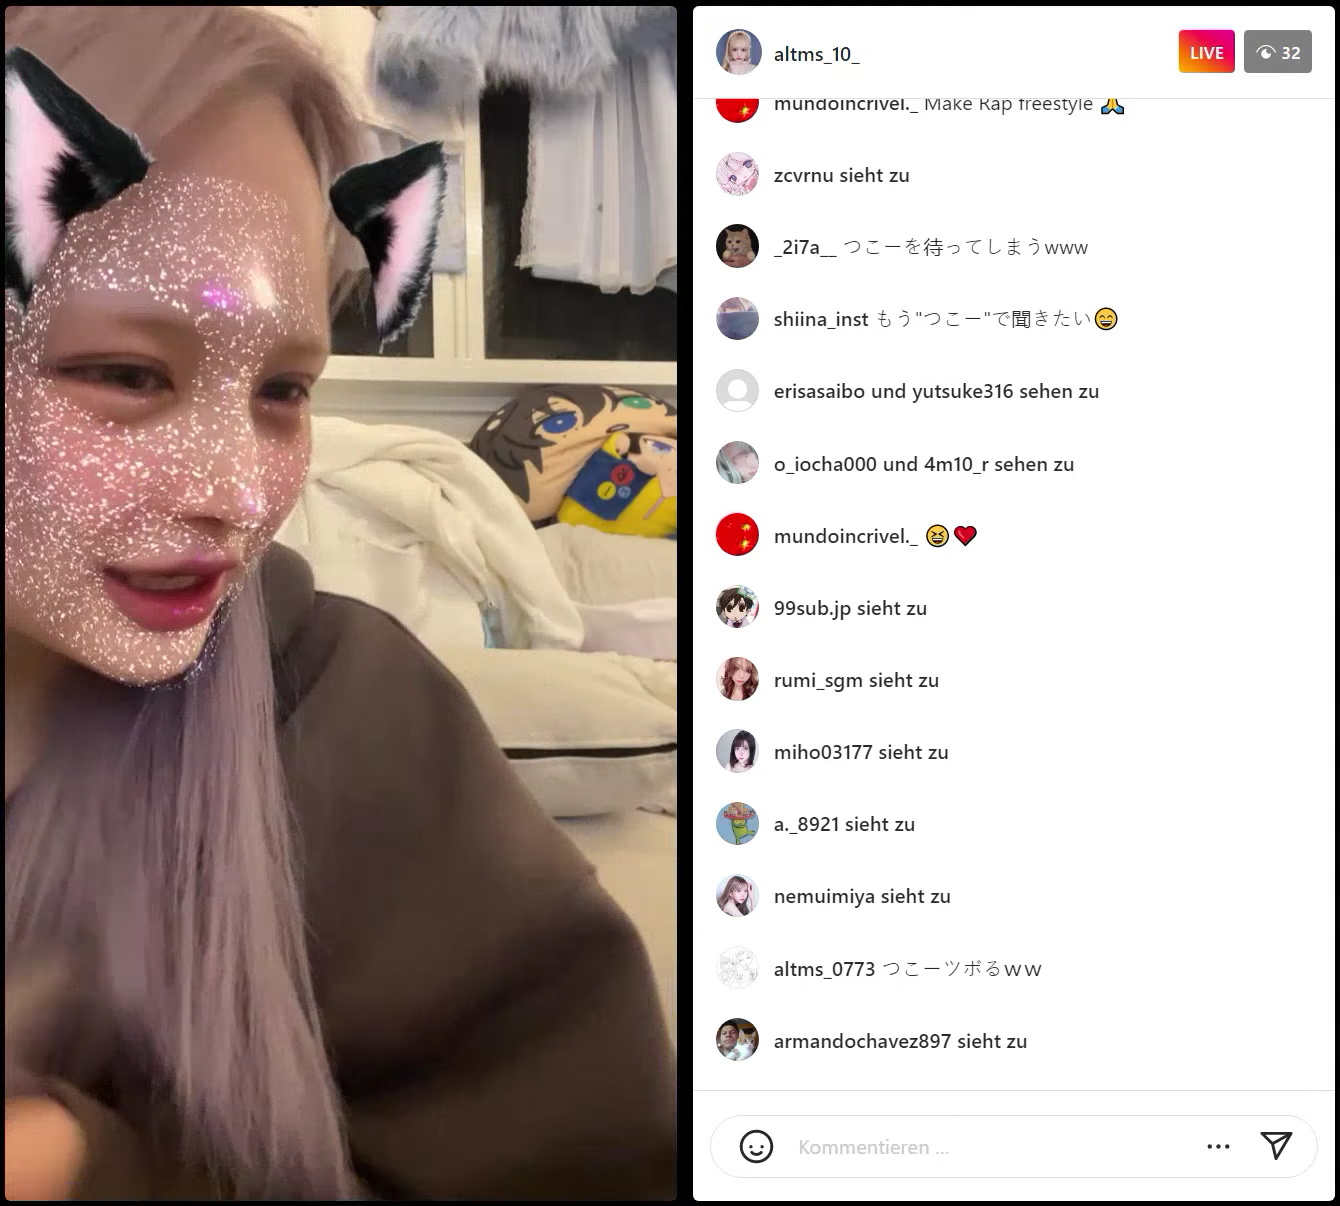 altms_10_
LIVE
32
mundoincrivel._ Make Rap freestyle 🙏
zcvrnu sieht zu
_2i7a__ つこーを待ってしまうwww
shiina_inst もう"つこー"で聞きたい😄
erisasaibo und yutsuke316 sehen zu
o_iocha000 und 4m10_r sehen zu
mundoincrivel._ 😆❤️
99sub.jp sieht zu
rumi_sgm sieht zu
miho03177 sieht zu
a._8921 sieht zu
nemuimiya sieht zu
altms_0773 つこーツボるｗｗ
armandochavez897 sieht zu
Kommentieren ...